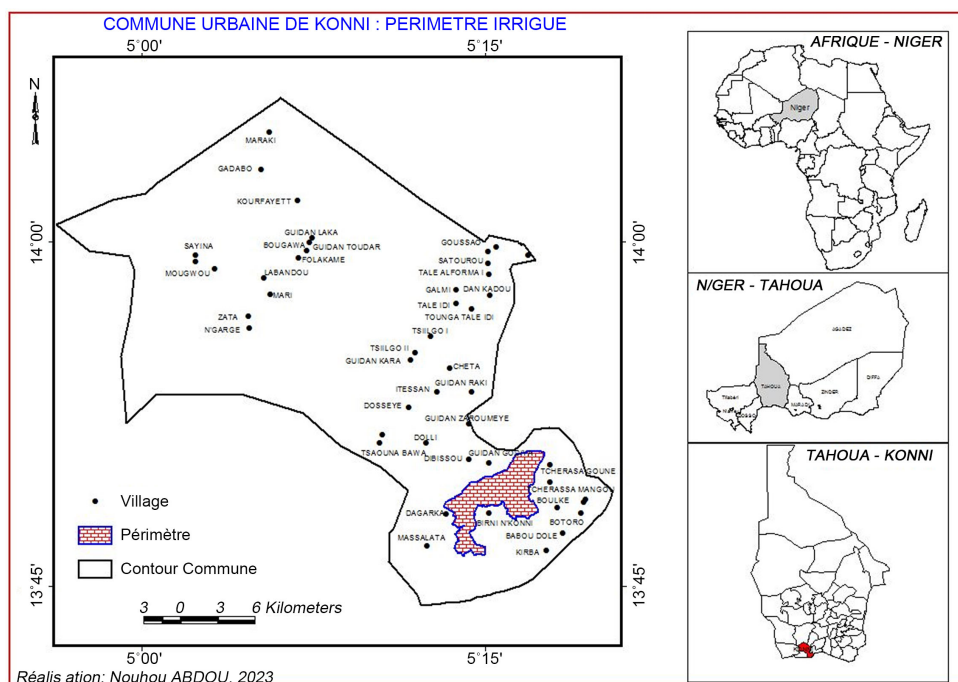 COMMUNE URBAINE DE KONNI : PERIMETRE IRRIGUE
5°00'
5°15'
N
14°00'
14°00'
13°45'
13°45'
MARAKI
GADABO
KOURFAYETT
GUIDAN LAKA
BOUGAWA
GUIDAN TOUDAR
FOLAKAME
SAYINA
MOUGWOU
LABANDOU
MARI
ZATA
N'GARGE
GOUSSAO
SATOUROU
TALE ALFORMA I
GALMI
DAN KADOU
TALE IDI
TOUNGA TALE IDI
TSIILGO I
TSIILGO II
GUIDAN KARA
CHETA
ITESSAN
GUIDAN RAKI
DOSSEYE
GUIDAN ZAROUMEYE
DOLLI
TSAOUNA BAWA
DIBISSOU
TCHERASA GOUNE
TCHERASSA MANGOU
BOULKE
DAGARKA
BIRNI N'KONNI
BOTORO
MASSALATA
BABOU DOLE
KIRBA
Village
Périmètre
Contour Commune
3 0 3 6 Kilometers
5°00'
5°15'
Réalis ation: Nouhou ABDOU, 2023
AFRIQUE - NIGER
Niger
N/GER - TAHOUA
AGADEZ
TAHOUA
DIFFA
ZINDER
TAHOUA - KONNI